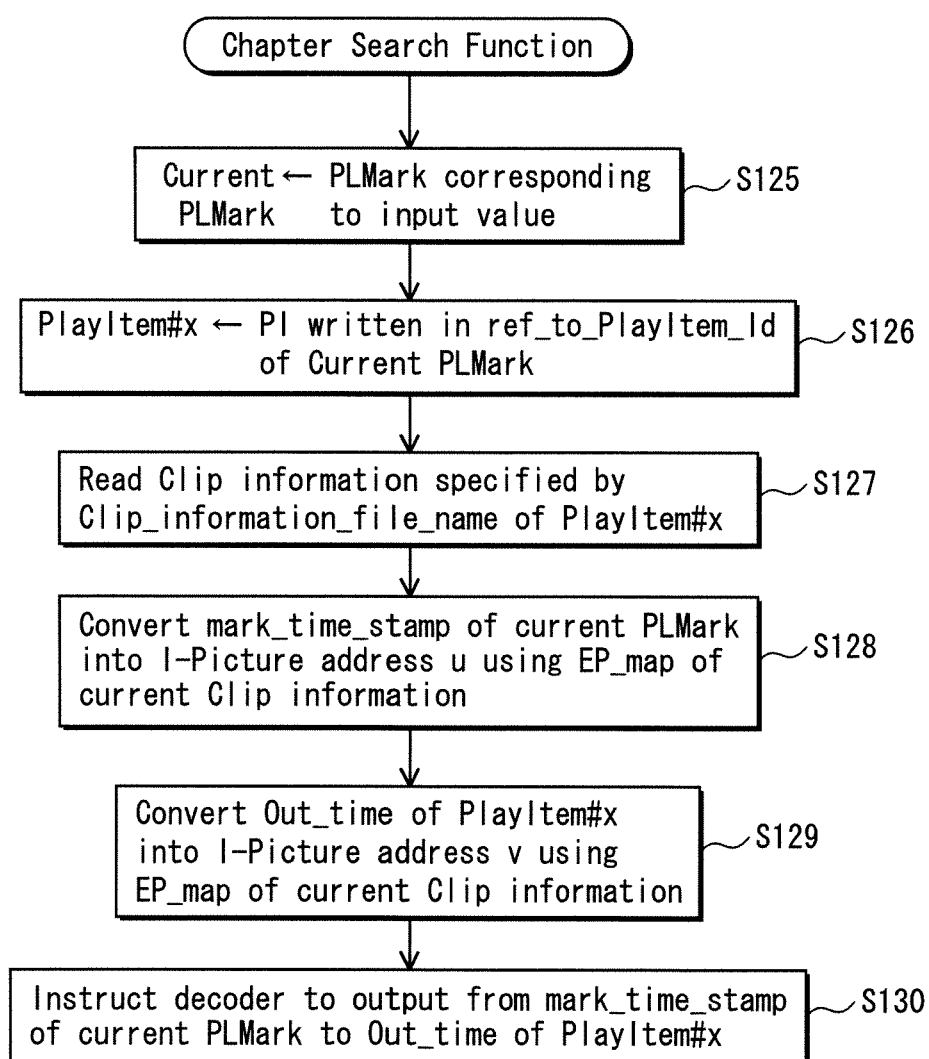 Chapter Search Function
Current ← PLMark corresponding
PLMark to input value
S125
PlayItem#x ← PI written in ref_to_PlayItem_Id
of Current PLMark
S126
Read Clip information specified by
Clip_information_file_name of PlayItem#x
S127
Convert mark_time_stamp of current PLMark
into I-Picture address u using EP_map of
current Clip information
S128
Convert Out_time of PlayItem#x
into I-Picture address v using
EP_map of current Clip information
S129
Instruct decoder to output from mark_time_stamp
of current PLMark to Out_time of PlayItem#x
S130